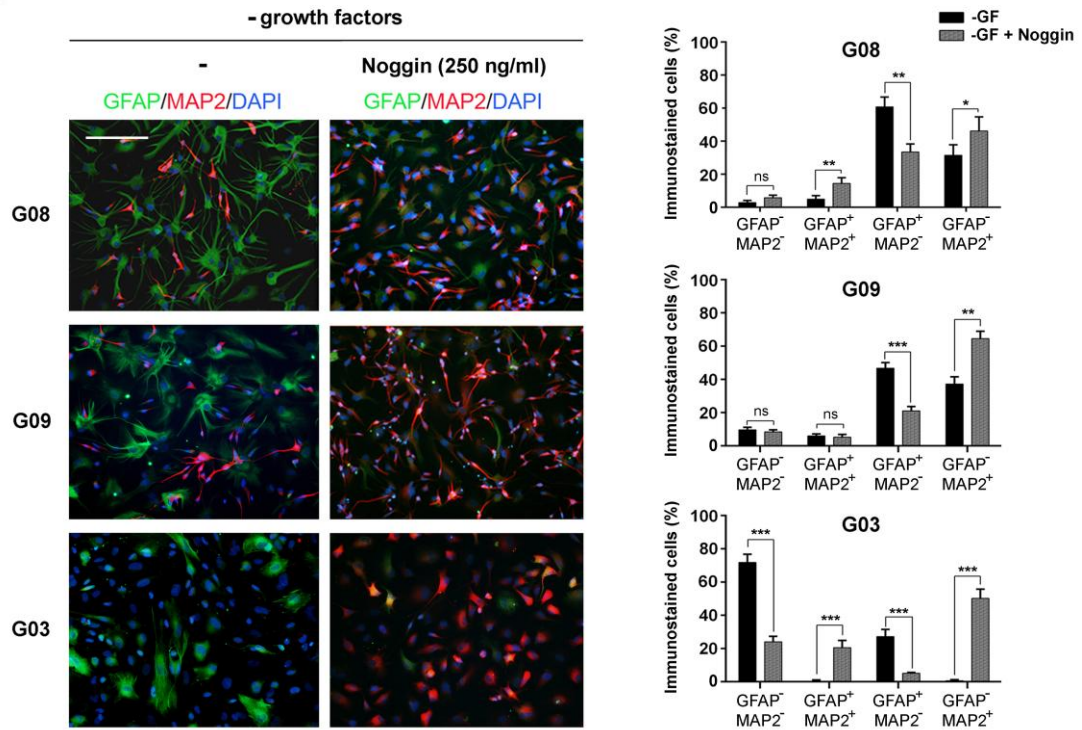 - growth factors
-
Noggin (250 ng/ml)
GFAP/MAP2/DAPI
GFAP/MAP2/DAPI
G08
G09
G03
-GF
-GF + Noggin
G08
Immunostained cells (%)
100
80
60
40
20
0
ns
**
**
*
GFAP⁻
MAP2⁻
GFAP⁺
MAP2⁺
GFAP⁺
MAP2⁻
GFAP⁻
MAP2⁺
G09
Immunostained cells (%)
100
80
60
40
20
0
ns
ns
***
**
GFAP⁻
MAP2⁻
GFAP⁺
MAP2⁺
GFAP⁺
MAP2⁻
GFAP⁻
MAP2⁺
G03
Immunostained cells (%)
100
80
60
40
20
0
***
***
***
***
GFAP⁻
MAP2⁻
GFAP⁺
MAP2⁺
GFAP⁺
MAP2⁻
GFAP⁻
MAP2⁺